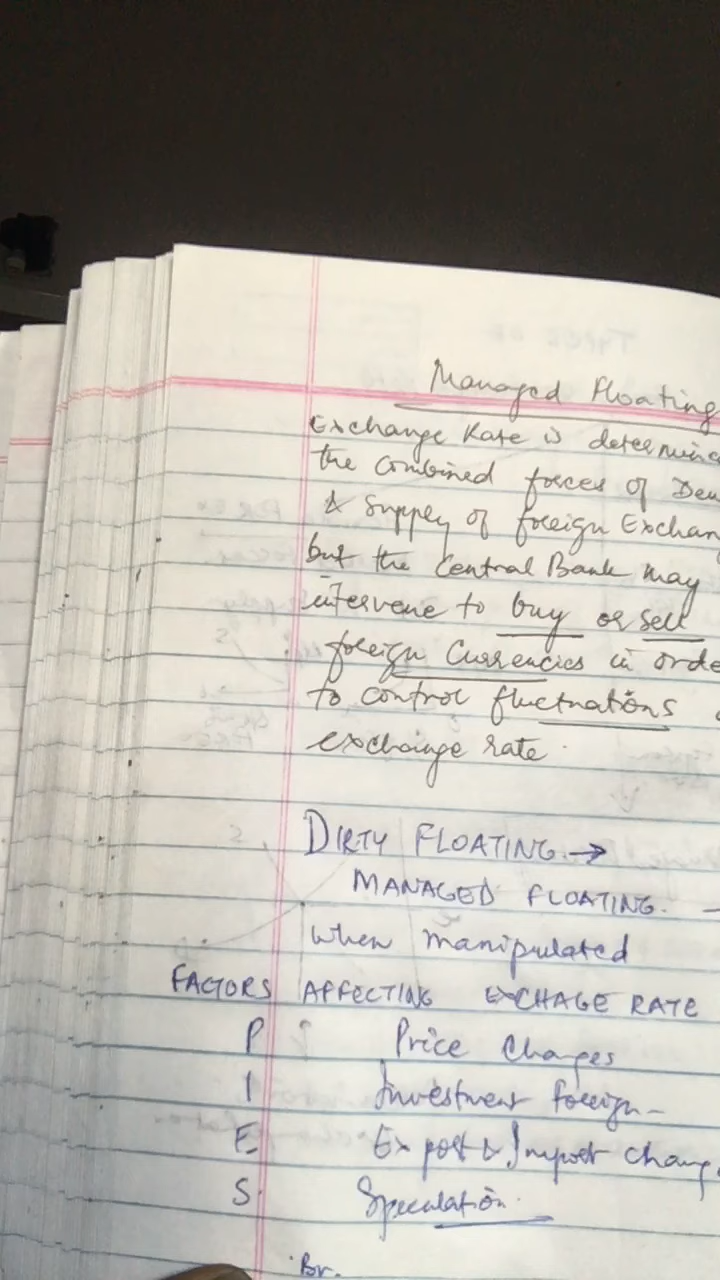 Managed Floating
Exchange Rate is determine
the Combined forces of Dem
& Supply of foreign Exchan
but the Central Bank may
intervene to buy or sell
foreign Currencies in orde
to control fluctuations
exchange rate.
DIRTY FLOATING →
MANAGED FLOATING. –
When manipulated
FACTORS AFFECTING EXCHAGE RATE
P Price Changes
I Investment foreign –
E Export & Import chang
S Speculation.
Br.